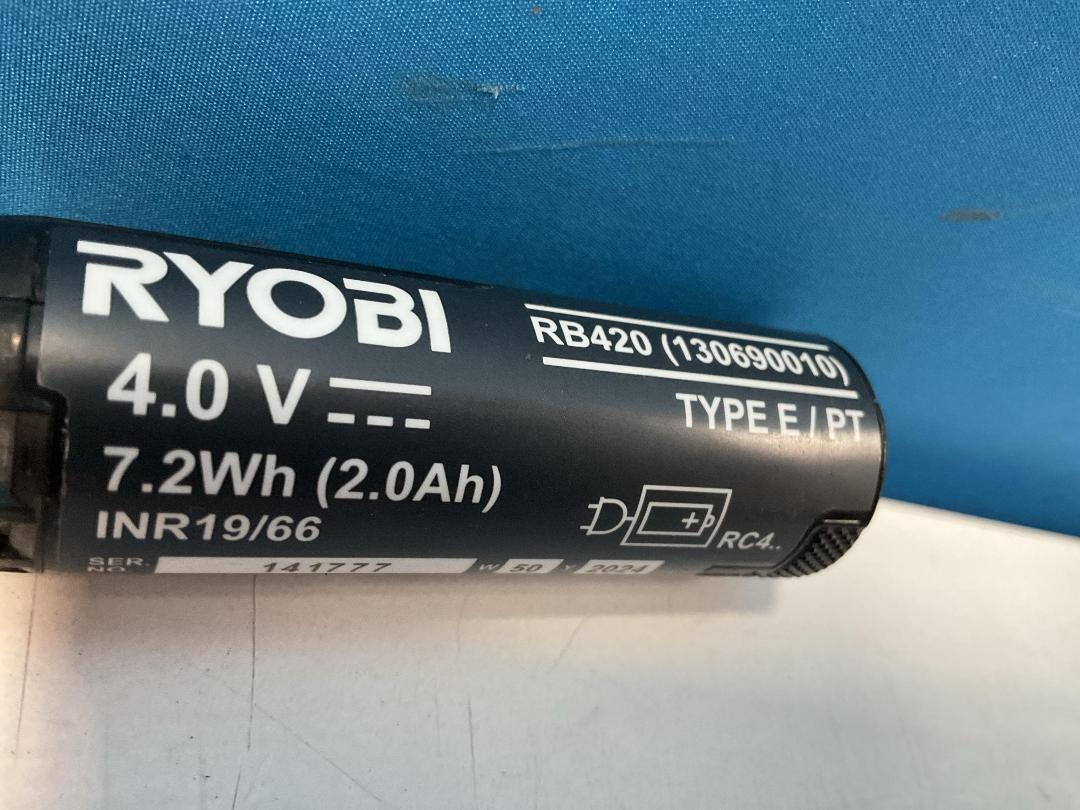 RYOBI
4.0 V
7.2Wh (2.0Ah)
INR19/66
SER. NO. 141777 W 50 Y 2024
RB420 (130690010)
TYPE E / PT
RC4..